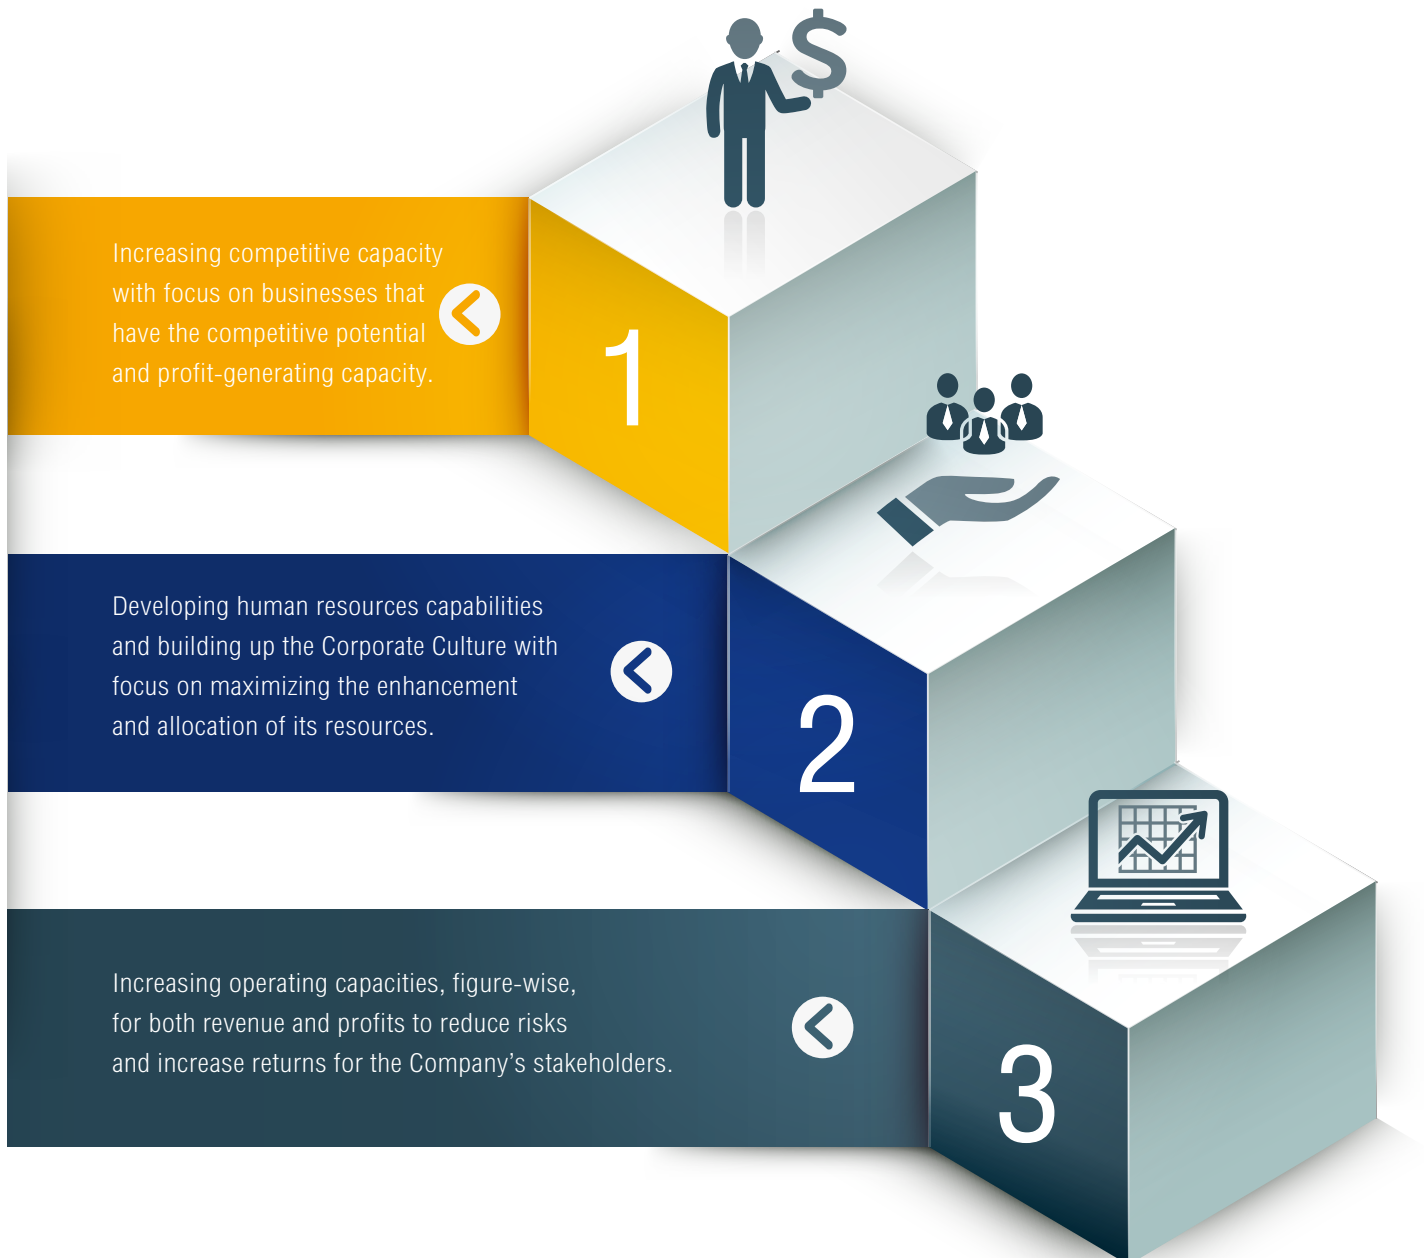 $
Increasing competitive capacity
with focus on businesses that
have the competitive potential
and profit-generating capacity.
1
Developing human resources capabilities
and building up the Corporate Culture with
focus on maximizing the enhancement
and allocation of its resources.
2
Increasing operating capacities, figure-wise,
for both revenue and profits to reduce risks
and increase returns for the Company’s stakeholders.
3